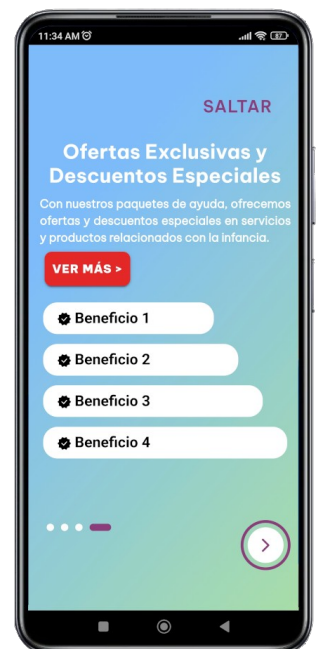 11:34 AM
87
SALTAR
Ofertas Exclusivas y
Descuentos Especiales
Con nuestros paquetes de ayuda, ofrecemos
ofertas y descuentos especiales en servicios
y productos relacionados con la infancia.
VER MÁS >
Beneficio 1
Beneficio 2
Beneficio 3
Beneficio 4